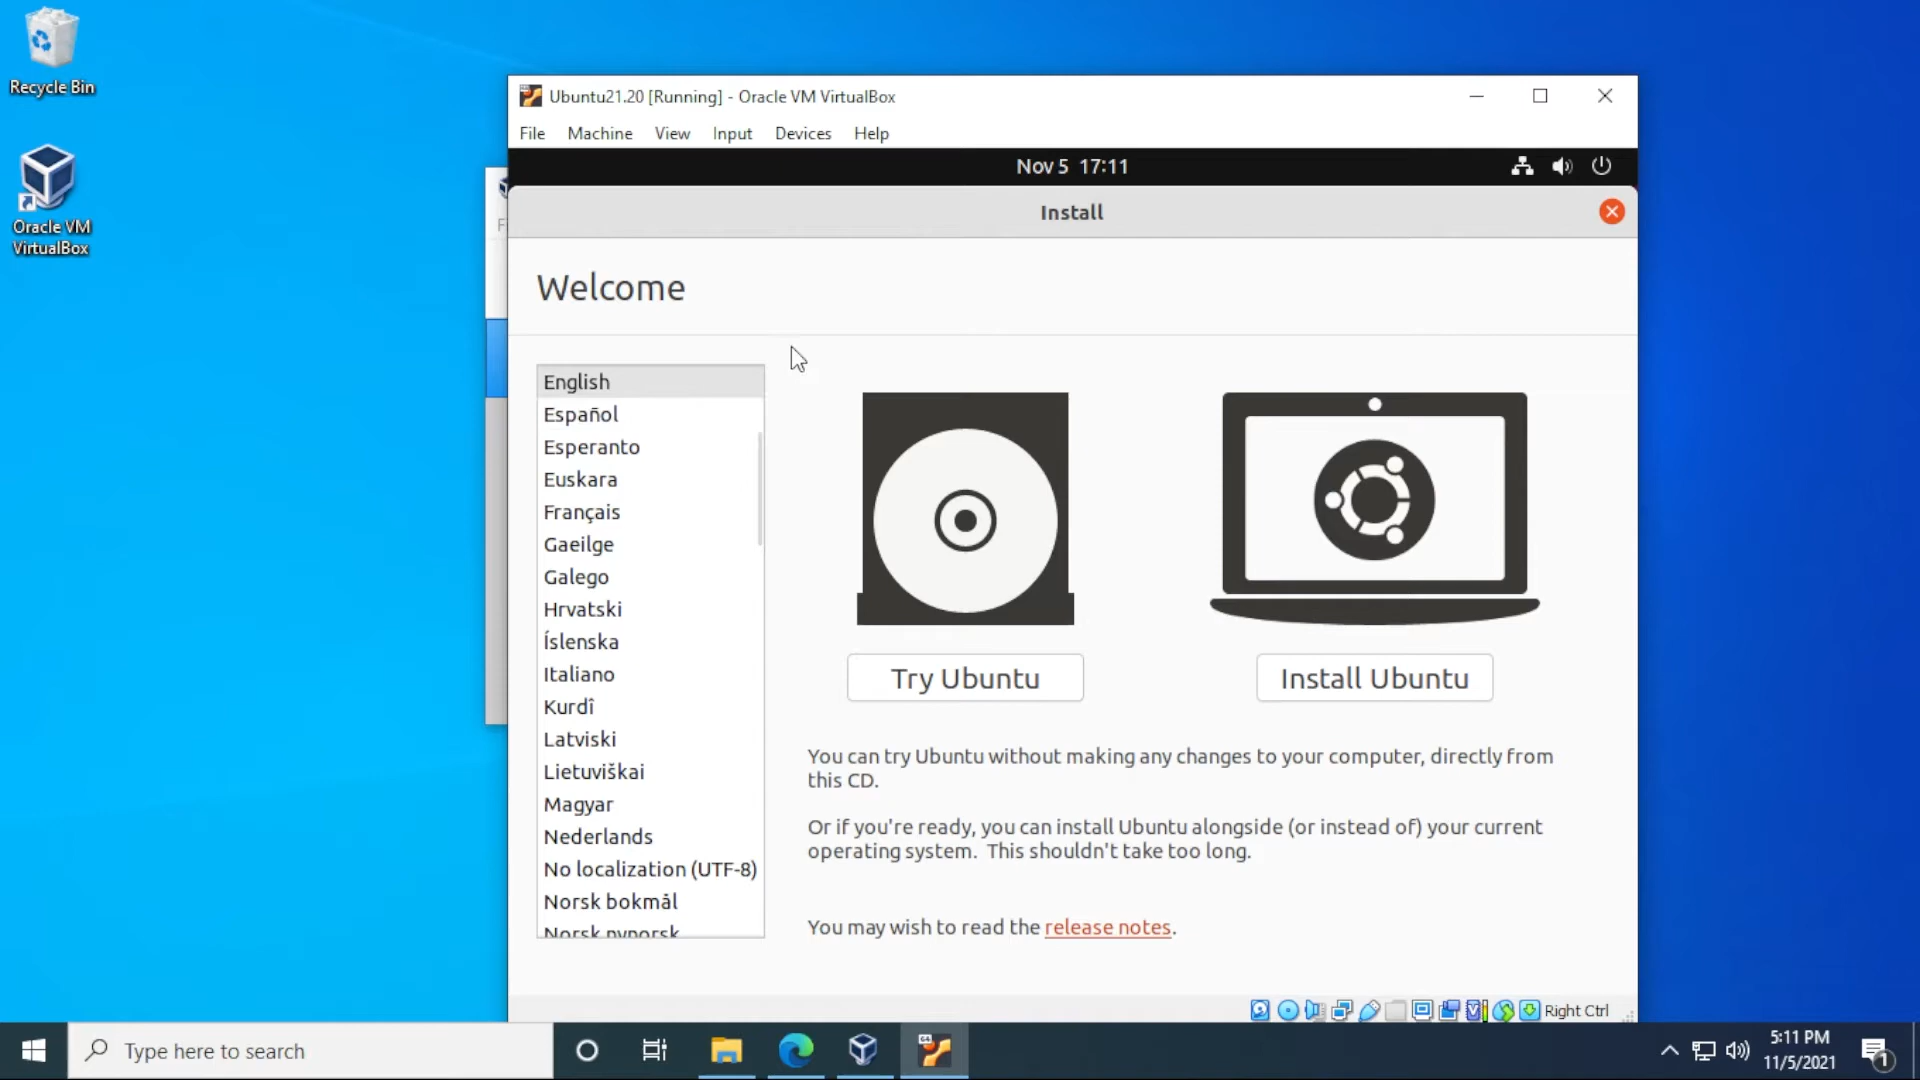 Recycle Bin
Oracle VM
VirtualBox
Ubuntu21.20 [Running] - Oracle VM VirtualBox
File Machine View Input Devices Help
Nov 5 17:11
Install
Welcome
English
Español
Esperanto
Euskara
Français
Gaeilge
Galego
Hrvatski
Íslenska
Italiano
Kurdî
Latviski
Lietuviškai
Magyar
Nederlands
No localization (UTF-8)
Norsk bokmål
Norsk nynorsk
Try Ubuntu
Install Ubuntu
You can try Ubuntu without making any changes to your computer, directly from
this CD.
Or if you're ready, you can install Ubuntu alongside (or instead of) your current
operating system. This shouldn't take too long.
You may wish to read the release notes.
Right Ctrl
Type here to search
5:11 PM
11/5/2021
1